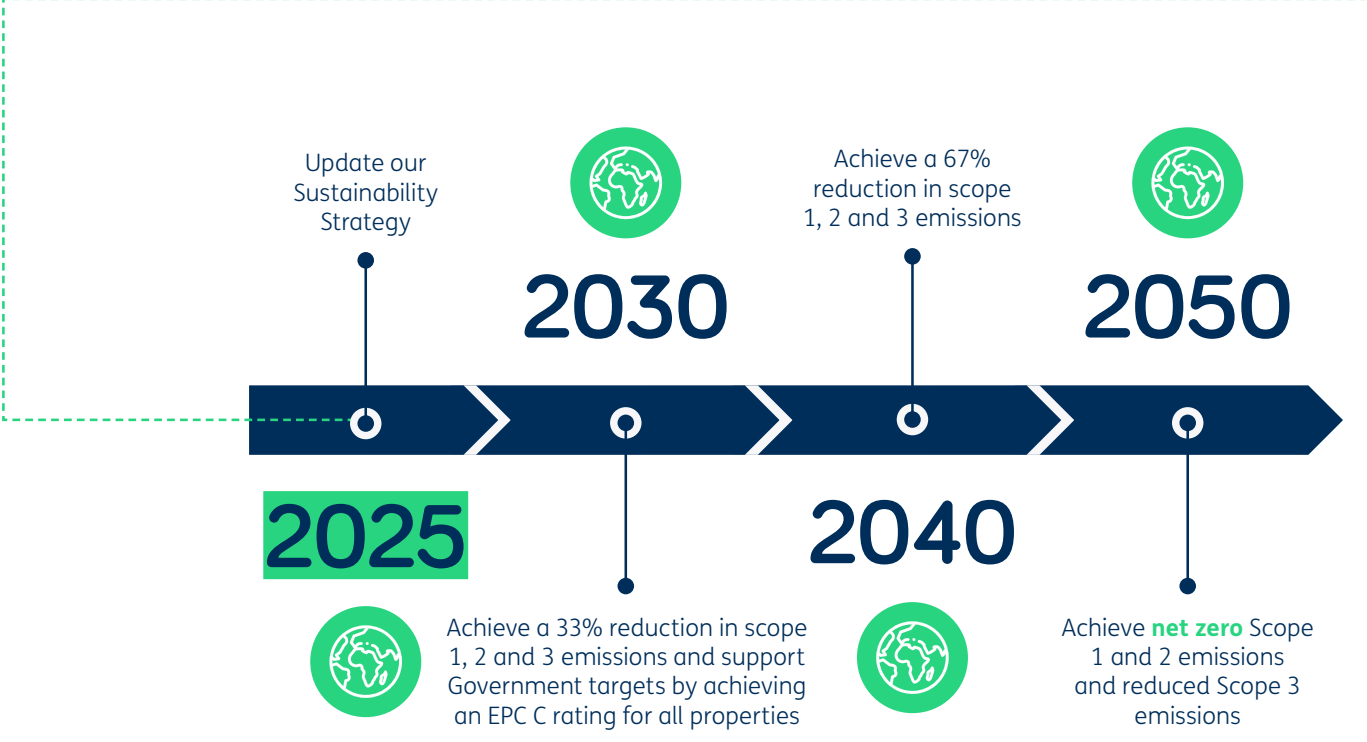 Update our
Sustainability
Strategy
2025
2030
Achieve a 33% reduction in scope
1, 2 and 3 emissions and support
Government targets by achieving
an EPC C rating for all properties
Achieve a 67%
reduction in scope
1, 2 and 3 emissions
2040
2050
Achieve net zero Scope
1 and 2 emissions
and reduced Scope 3
emissions